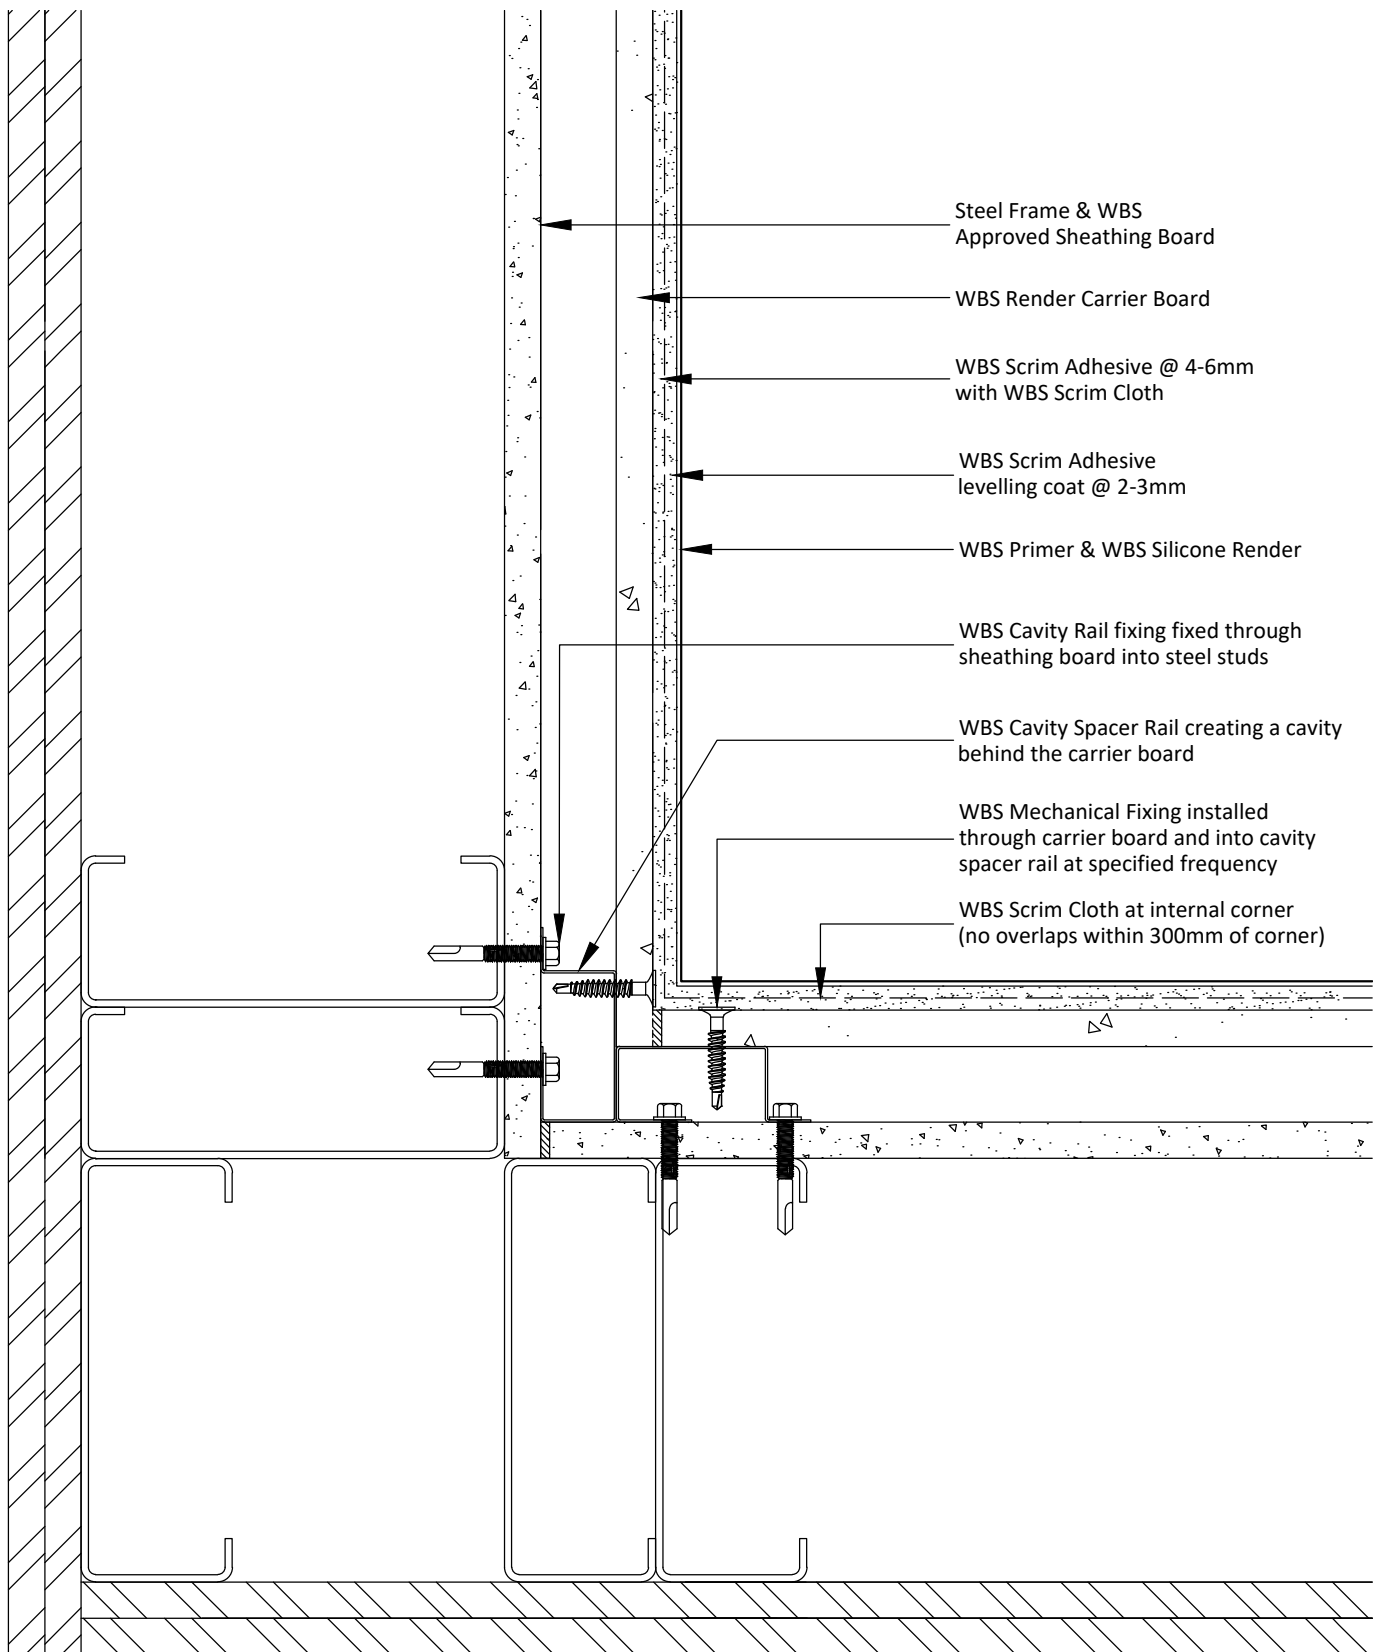 Steel Frame & WBS
Approved Sheathing Board
WBS Render Carrier Board
WBS Scrim Adhesive @ 4-6mm
with WBS Scrim Cloth
WBS Scrim Adhesive
levelling coat @ 2-3mm
WBS Primer & WBS Silicone Render
WBS Cavity Rail fixing fixed through
sheathing board into steel studs
WBS Cavity Spacer Rail creating a cavity
behind the carrier board
WBS Mechanical Fixing installed
through carrier board and into cavity
spacer rail at specified frequency
WBS Scrim Cloth at internal corner
(no overlaps within 300mm of corner)